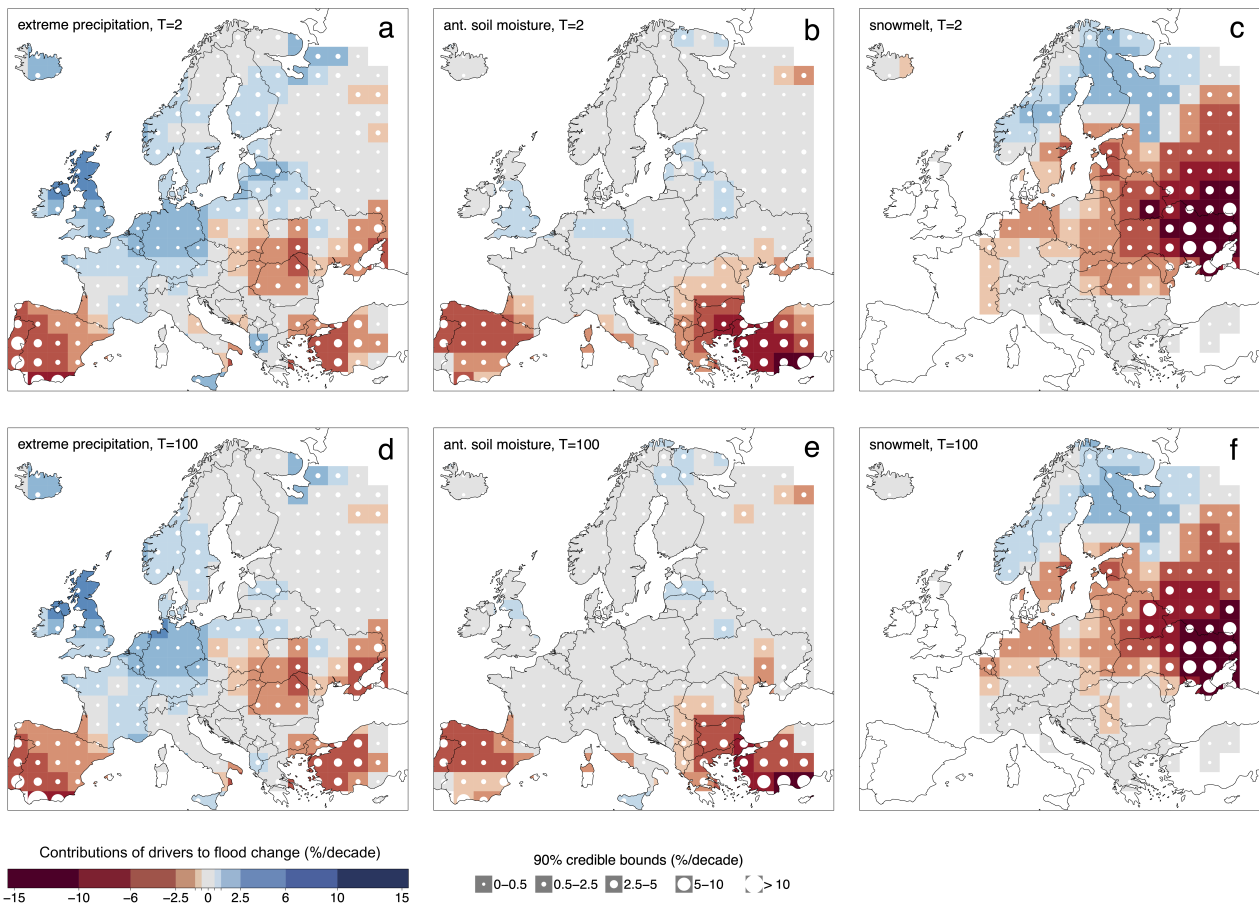 extreme precipitation, T=2
a
ant. soil moisture, T=2
b
snowmelt, T=2
c
extreme precipitation, T=100
d
ant. soil moisture, T=100
e
snowmelt, T=100
f
Contributions of drivers to flood change (%/decade)
−15 −10 −6 −2.5 0 2.5 6 10 15
90% credible bounds (%/decade)
0−0.5 0.5−2.5 2.5−5 5−10 > 10